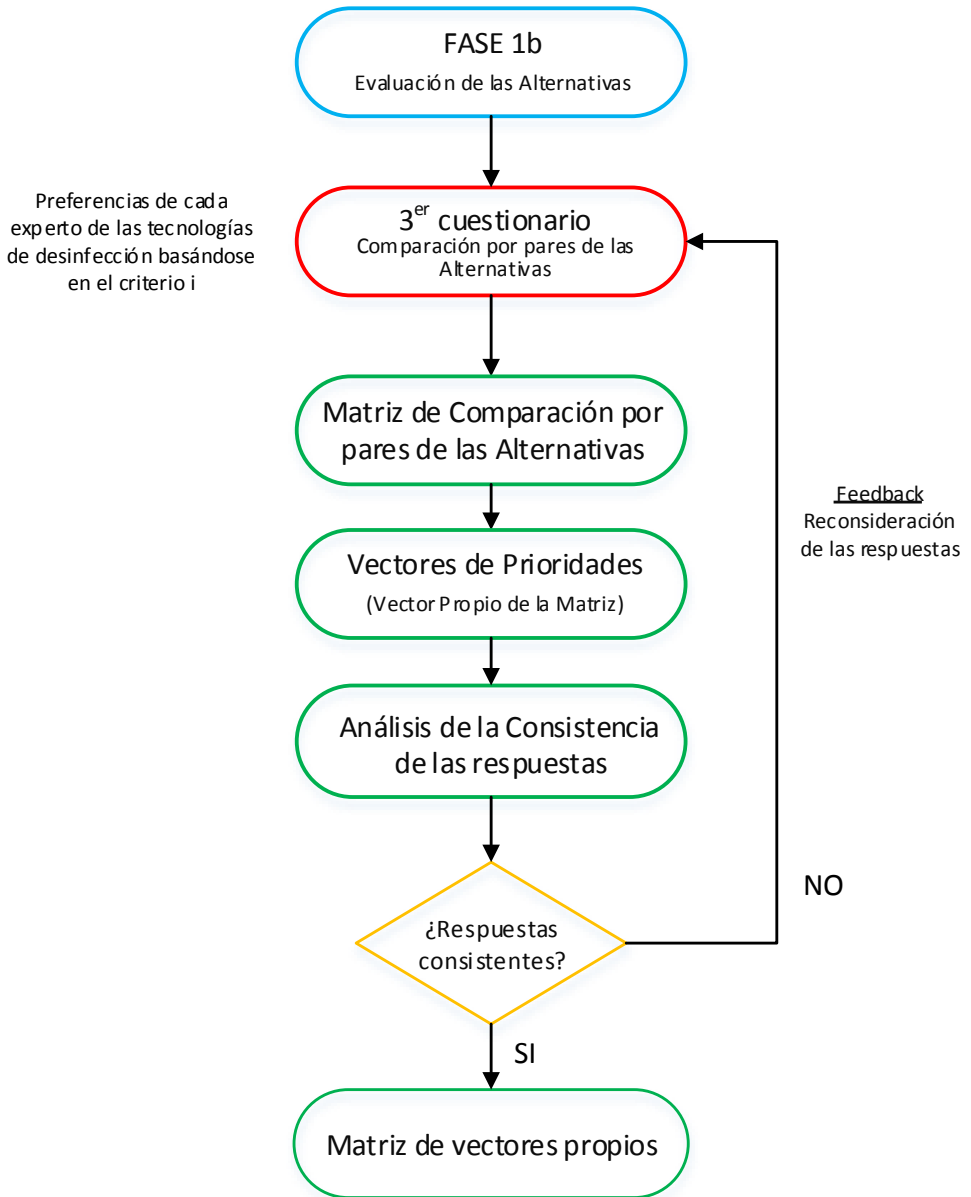 FASE 1b
Evaluación de las Alternativas
Preferencias de cada
experto de las tecnologías
de desinfección basándose
en el criterio i
3er cuestionario
Comparación por pares de las
Alternativas
Matriz de Comparación por
pares de las Alternativas
Feedback
Reconsideración
de las respuestas
Vectores de Prioridades
(Vector Propio de la Matriz)
Análisis de la Consistencia
de las respuestas
¿Respuestas
consistentes?
NO
SI
Matriz de vectores propios